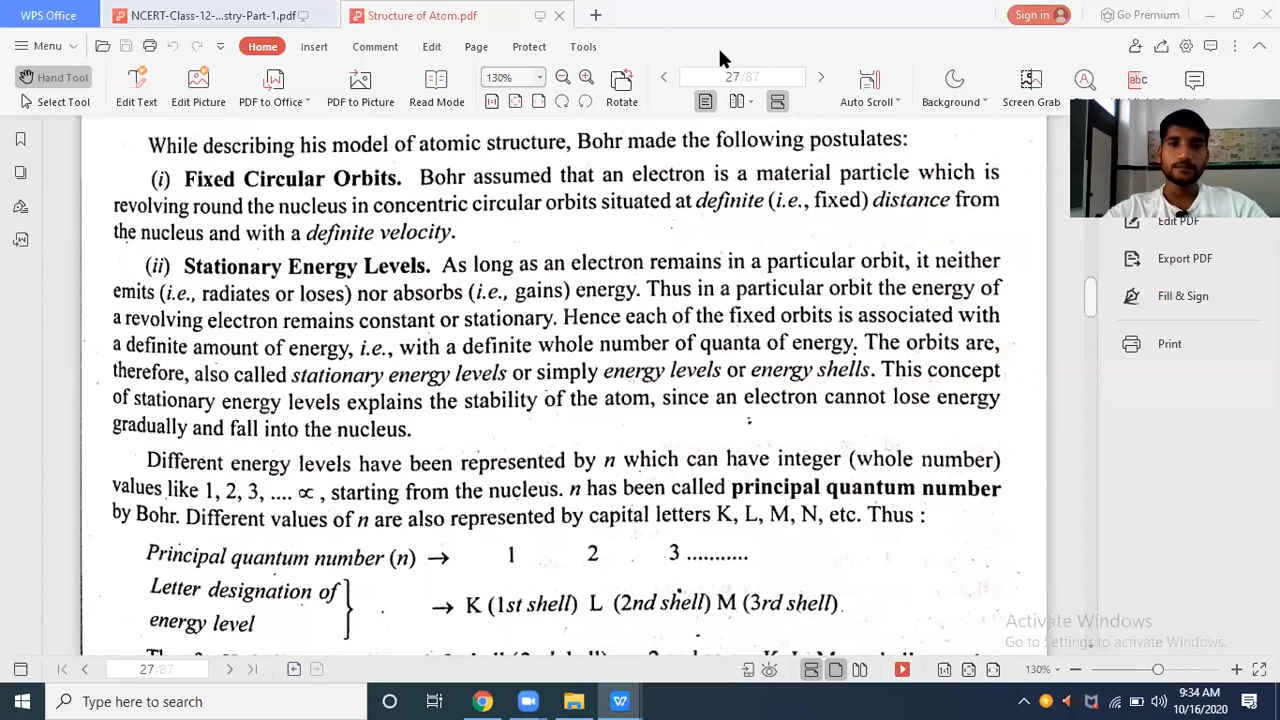 WPS Office
NCERT-Class-12-...stry-Part-1.pdf
Structure of Atom.pdf
Sign in
Go Premium
Menu
Home
Insert
Comment
Edit
Page
Protect
Tools
Hand Tool
Select Tool
Edit Text
Edit Picture
PDF to Office
PDF to Picture
130%
Read Mode
Rotate
27/87
Auto Scroll
Background
Screen Grab
While describing his model of atomic structure, Bohr made the following postulates:
(i) Fixed Circular Orbits. Bohr assumed that an electron is a material particle which is
revolving round the nucleus in concentric circular orbits situated at definite (i.e., fixed) distance from
the nucleus and with a definite velocity.
(ii) Stationary Energy Levels. As long as an electron remains in a particular orbit, it neither
emits (i.e., radiates or loses) nor absorbs (i.e., gains) energy. Thus in a particular orbit the energy of
a revolving electron remains constant or stationary. Hence each of the fixed orbits is associated with
a definite amount of energy, i.e., with a definite whole number of quanta of energy. The orbits are,
therefore, also called stationary energy levels or simply energy levels or energy shells. This concept
of stationary energy levels explains the stability of the atom, since an electron cannot lose energy
gradually and fall into the nucleus.
Different energy levels have been represented by n which can have integer (whole number)
values like 1, 2, 3, .... ∝ , starting from the nucleus. n has been called principal quantum number
by Bohr. Different values of n are also represented by capital letters K, L, M, N, etc. Thus :
Principal quantum number (n) → 1 2 3 ...........
Letter designation of
energy level } → K (1st shell) L (2nd shell) M (3rd shell)
Edit PDF
Export PDF
Fill & Sign
Print
Activate Windows
Go to Settings to activate Windows.
27/87
130%
Type here to search
9:34 AM
10/16/2020